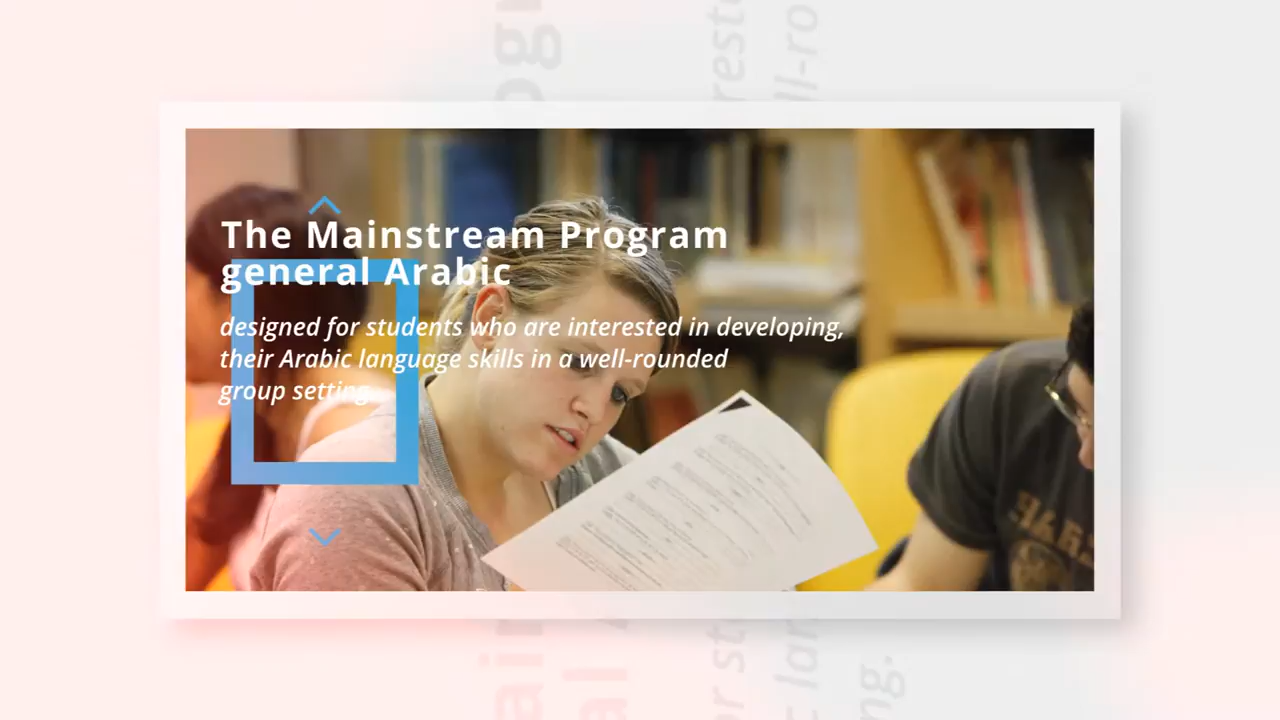 The Mainstream Program
general Arabic
designed for students who are interested in developing,
their Arabic language skills in a well-rounded
group setting.